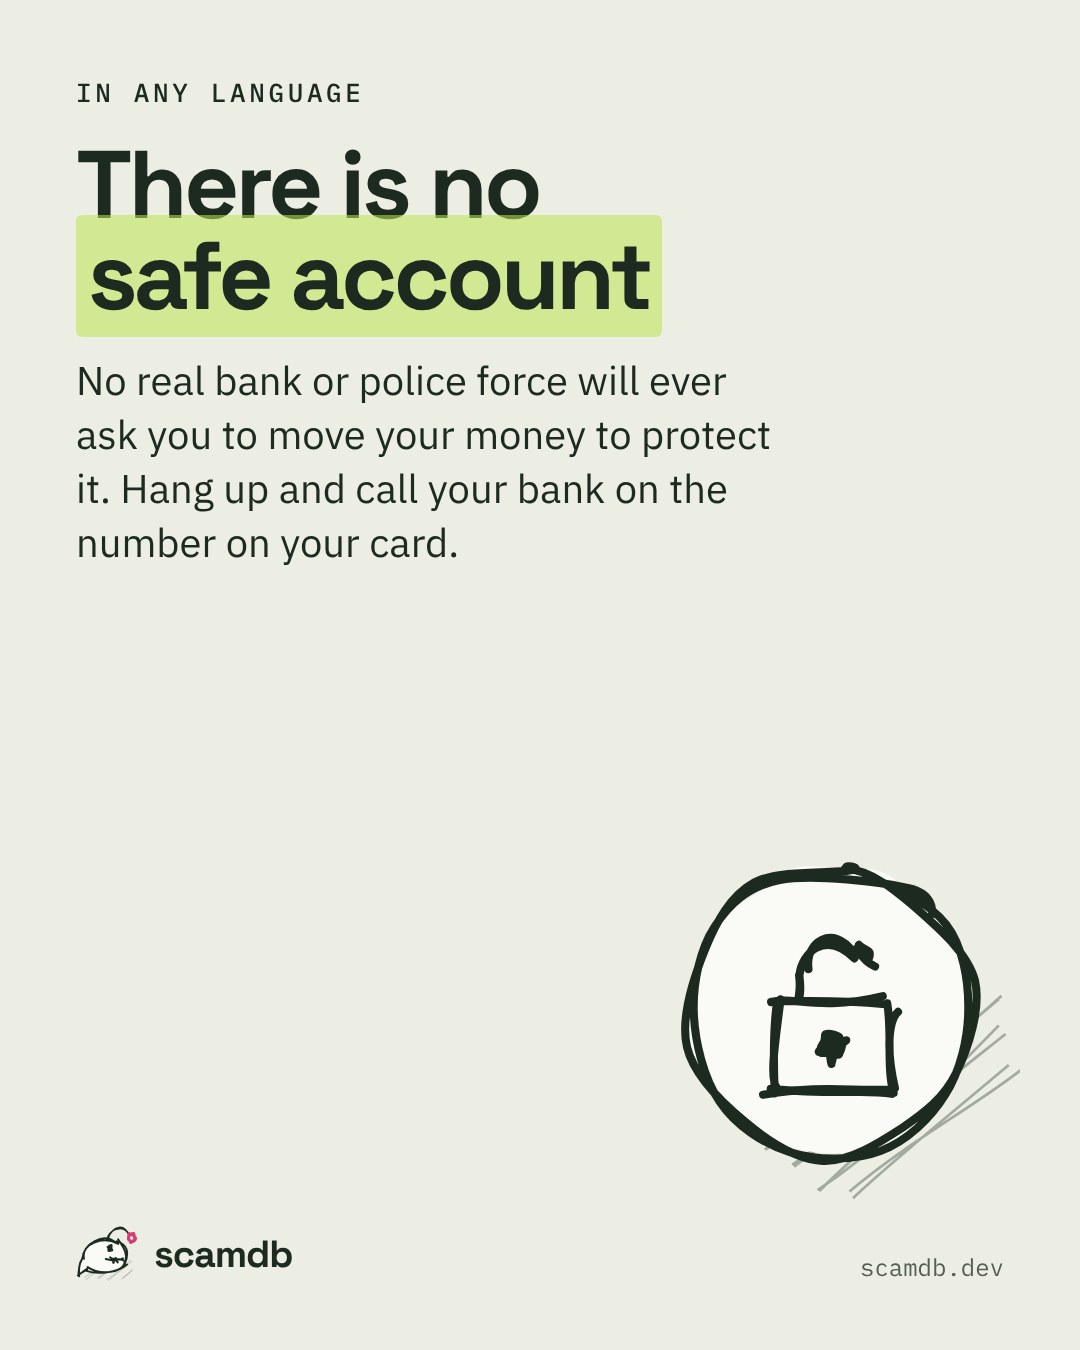 IN ANY LANGUAGE
There is no
safe account
No real bank or police force will ever
ask you to move your money to protect
it. Hang up and call your bank on the
number on your card.
scamdb
scamdb.dev